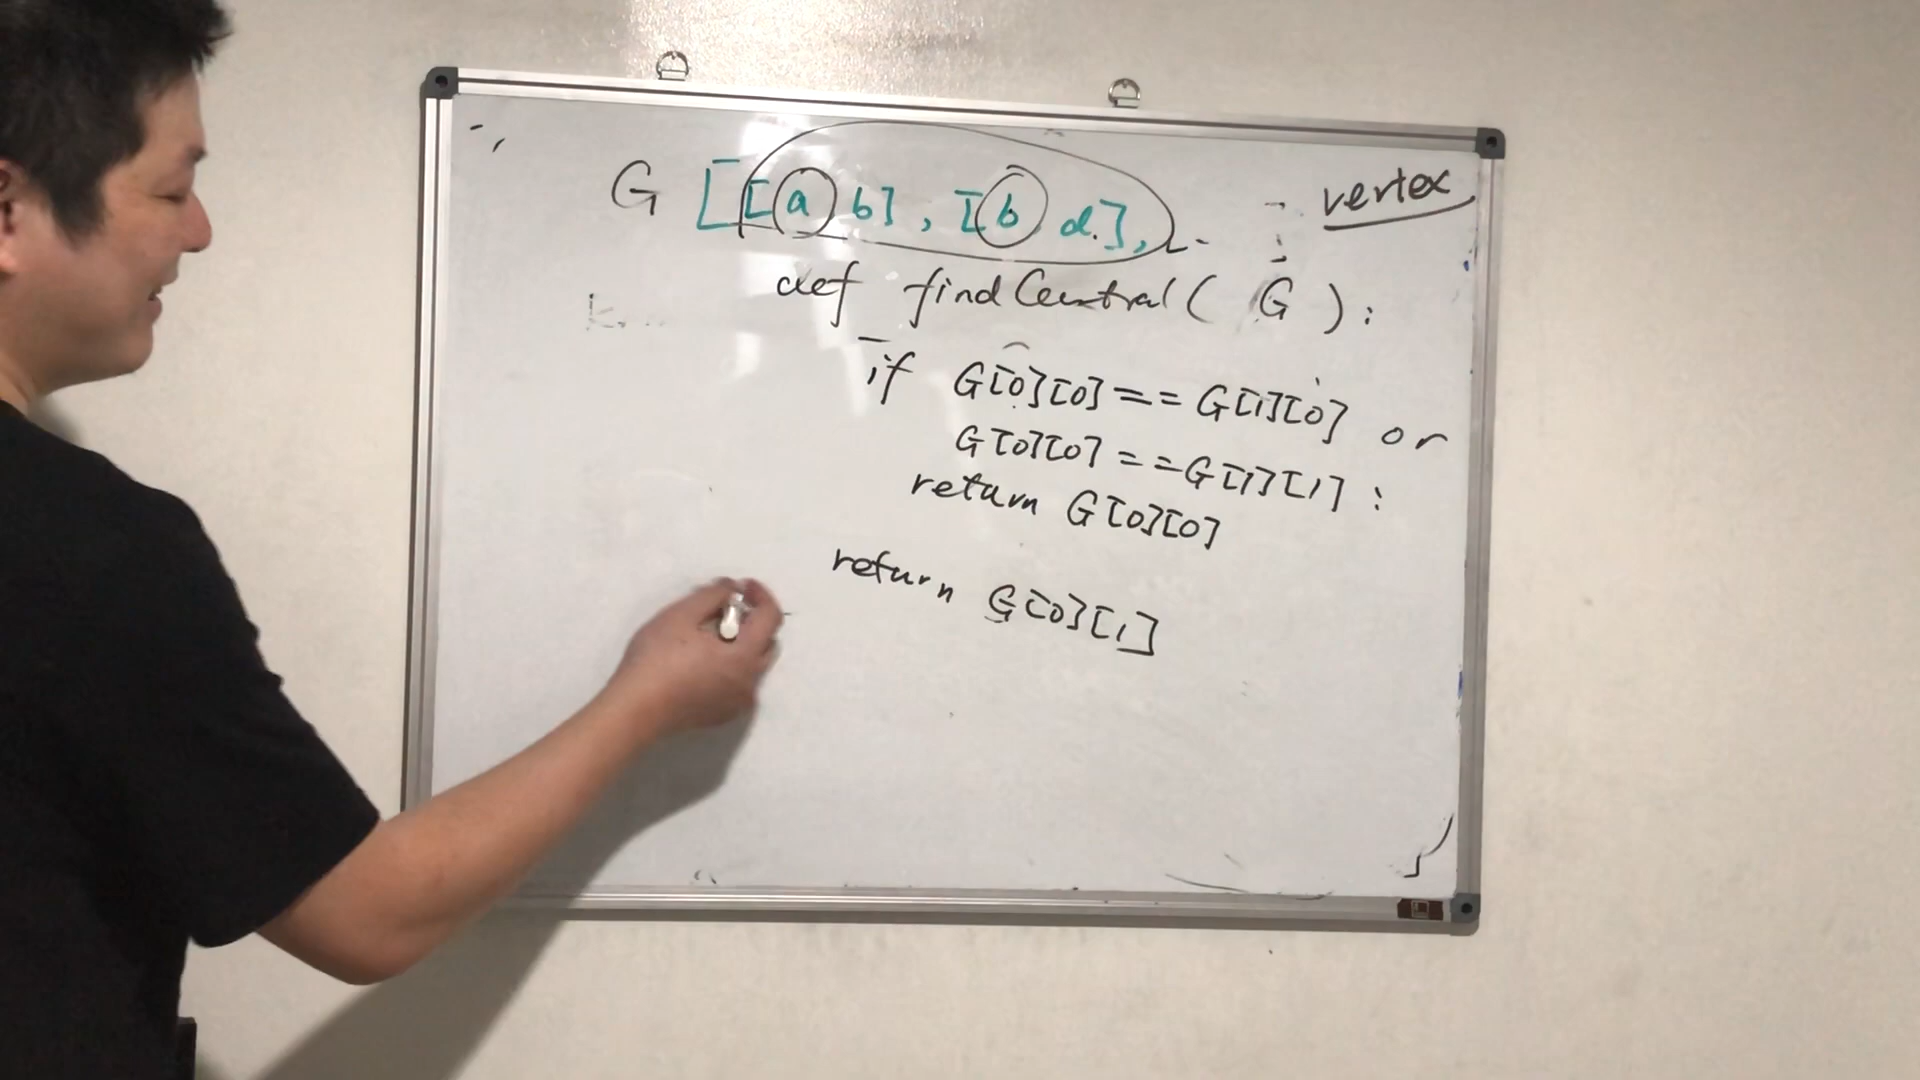 G [[a b], [b d.], ..
vertex
def findCentral( G ):
if G[0][0] == G[1][0] or
G[0][0] == G[1][1] :
return G[0][0]
return G[0][1]